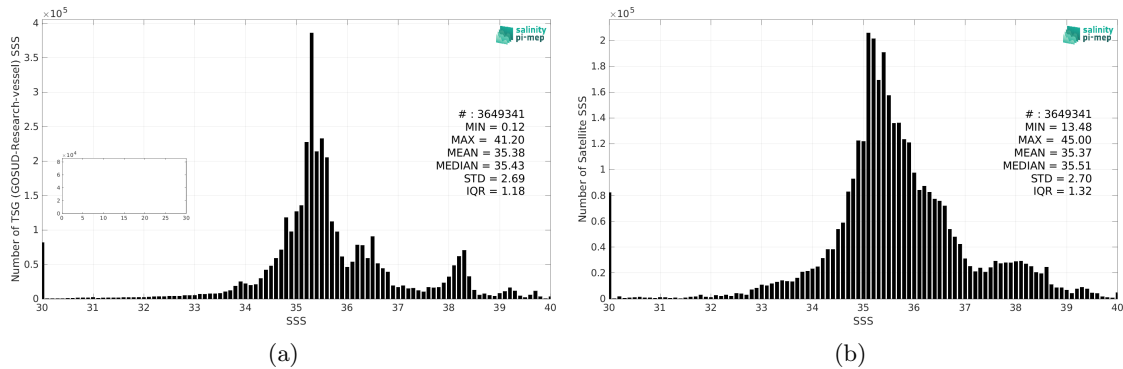 ×10^5
4
3.5
3
2.5
2
1.5
1
0.5
0
Number of TSG (GOSUD-Research-vessel) SSS
salinity
pi-mep
# : 3649341
MIN = 0.12
MAX = 41.20
MEAN = 35.38
MEDIAN = 35.43
STD = 2.69
IQR = 1.18
×10^4
8
6
4
2
0
0 5 10 15 20 25 30
30 31 32 33 34 35 36 37 38 39 40
SSS
(a)
×10^5
2
1.8
1.6
1.4
1.2
1
0.8
0.6
0.4
0.2
0
Number of Satellite SSS
salinity
pi-mep
# : 3649341
MIN = 13.48
MAX = 45.00
MEAN = 35.37
MEDIAN = 35.51
STD = 2.70
IQR = 1.32
30 31 32 33 34 35 36 37 38 39 40
SSS
(b)